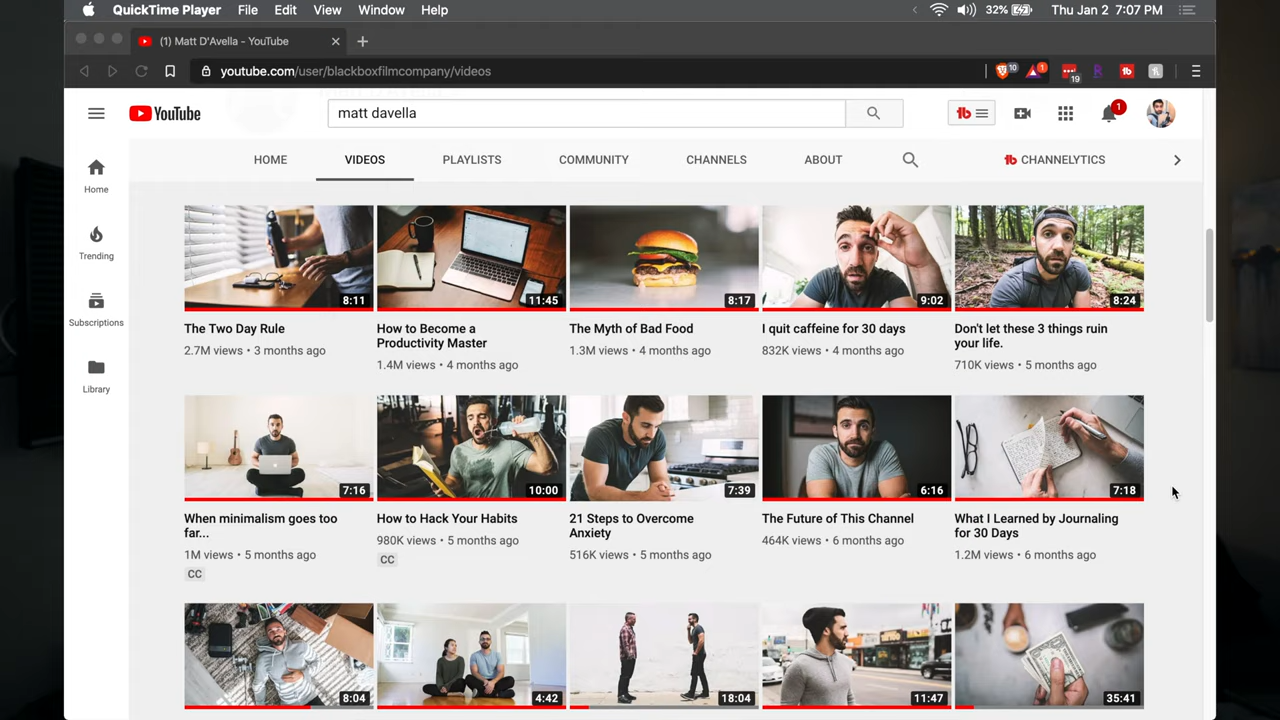 QuickTime Player File Edit View Window Help 32% Thu Jan 2 7:07 PM
(1) Matt D'Avella - YouTube
youtube.com/user/blackboxfilmcompany/videos 10 1 19
YouTube matt davella 1
HOME VIDEOS PLAYLISTS COMMUNITY CHANNELS ABOUT CHANNELYTICS
Home
Trending
Subscriptions
Library
8:11
The Two Day Rule
2.7M views • 3 months ago
11:45
How to Become a
Productivity Master
1.4M views • 4 months ago
8:17
The Myth of Bad Food
1.3M views • 4 months ago
9:02
I quit caffeine for 30 days
832K views • 4 months ago
8:24
Don't let these 3 things ruin
your life.
710K views • 5 months ago
7:16
When minimalism goes too
far...
1M views • 5 months ago
CC
10:00
How to Hack Your Habits
980K views • 5 months ago
CC
7:39
21 Steps to Overcome
Anxiety
516K views • 5 months ago
6:16
The Future of This Channel
464K views • 6 months ago
7:18
What I Learned by Journaling
for 30 Days
1.2M views • 6 months ago
8:04
4:42
18:04
11:47
35:41